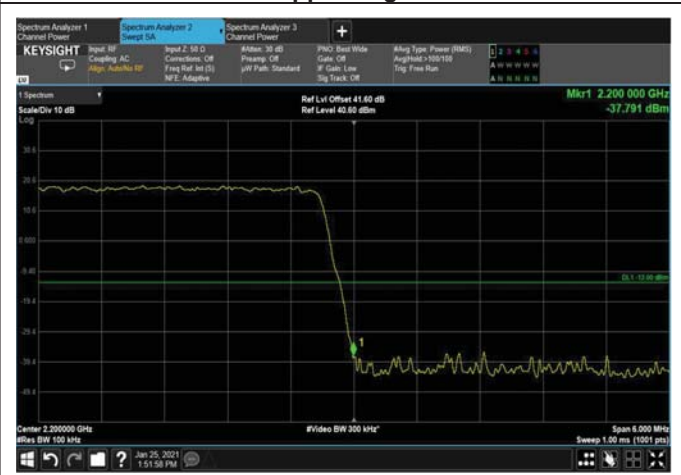 Spectrum Analyzer 1
Channel Power
Spectrum Analyzer 2
Swept SA
Spectrum Analyzer 3
Channel Power
+
KEYSIGHT
Input: RF
Coupling: AC
Align: Auto/No RF
Input Z: 50 Ω
Corrections: Off
Freq Ref: Int (S)
NFE: Adaptive
#Atten: 30 dB
Preamp: Off
µW Path: Standard
PNO: Best Wide
Gate: Off
IF Gain: Low
Sig Track: Off
#Avg Type: Power (RMS)
Avg|Hold:>100/100
Trig: Free Run
1 2 3 4 5 6
A W W W W W
A N N N N N
LXI
1 Spectrum
Scale/Div 10 dB
Log
Ref Lvl Offset 41.60 dB
Ref Level 40.60 dBm
Mkr1 2.200 000 GHz
-37.791 dBm
30.6
20.6
10.6
0.600
-9.40
DL1 -13.00 dBm
-19.4
-29.4
1
-39.4
-49.4
Center 2.200000 GHz
#Res BW 100 kHz
#Video BW 300 kHz*
Span 6.000 MHz
Sweep 1.00 ms (1001 pts)
?
Jan 25, 2021
1:51:58 PM